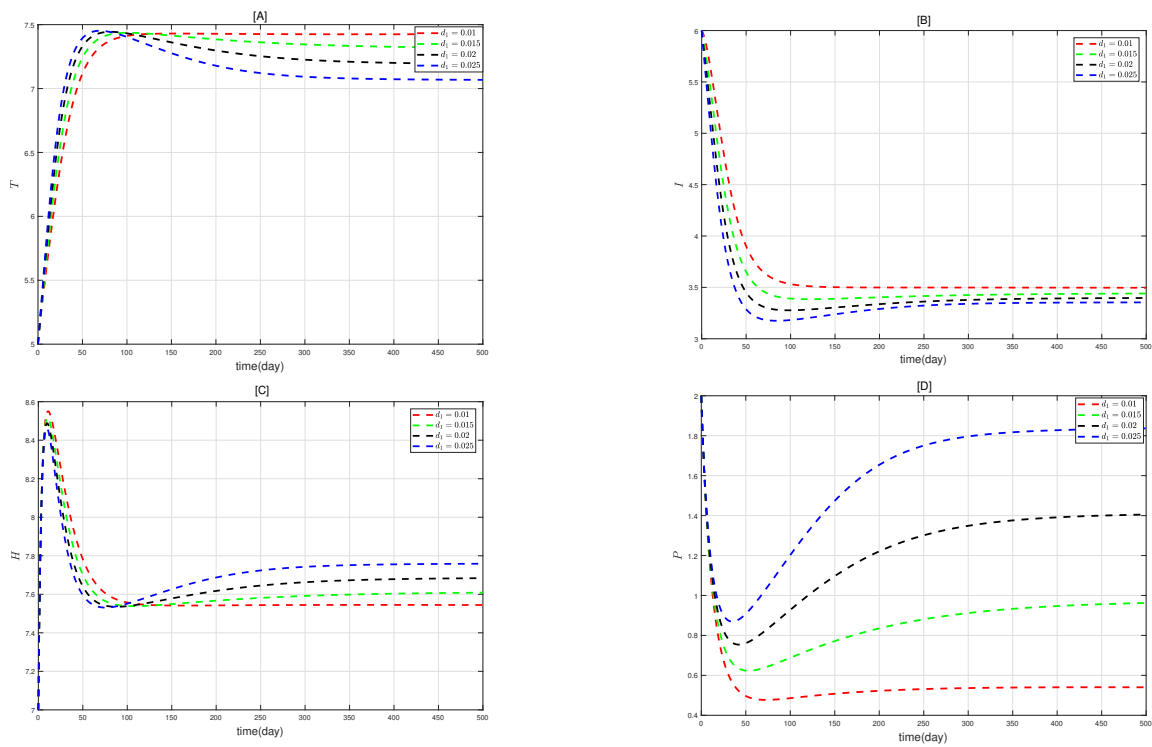 [A]
7.5
7
6.5
6
5.5
5
T
0 50 100 150 200 250 300 350 400 450 500
time(day)
d₁ = 0.01
d₁ = 0.015
d₁ = 0.02
d₁ = 0.025
[B]
6
5.5
5
4.5
4
3.5
3
I
0 50 100 150 200 250 300 350 400 450 500
time(day)
d₁ = 0.01
d₁ = 0.015
d₁ = 0.02
d₁ = 0.025
[C]
8.6
8.4
8.2
8
7.8
7.6
7.4
7.2
7
H
0 50 100 150 200 250 300 350 400 450 500
time(day)
d₁ = 0.01
d₁ = 0.015
d₁ = 0.02
d₁ = 0.025
[D]
2
1.8
1.6
1.4
1.2
1
0.8
0.6
0.4
P
0 50 100 150 200 250 300 350 400 450 500
time(day)
d₁ = 0.01
d₁ = 0.015
d₁ = 0.02
d₁ = 0.025